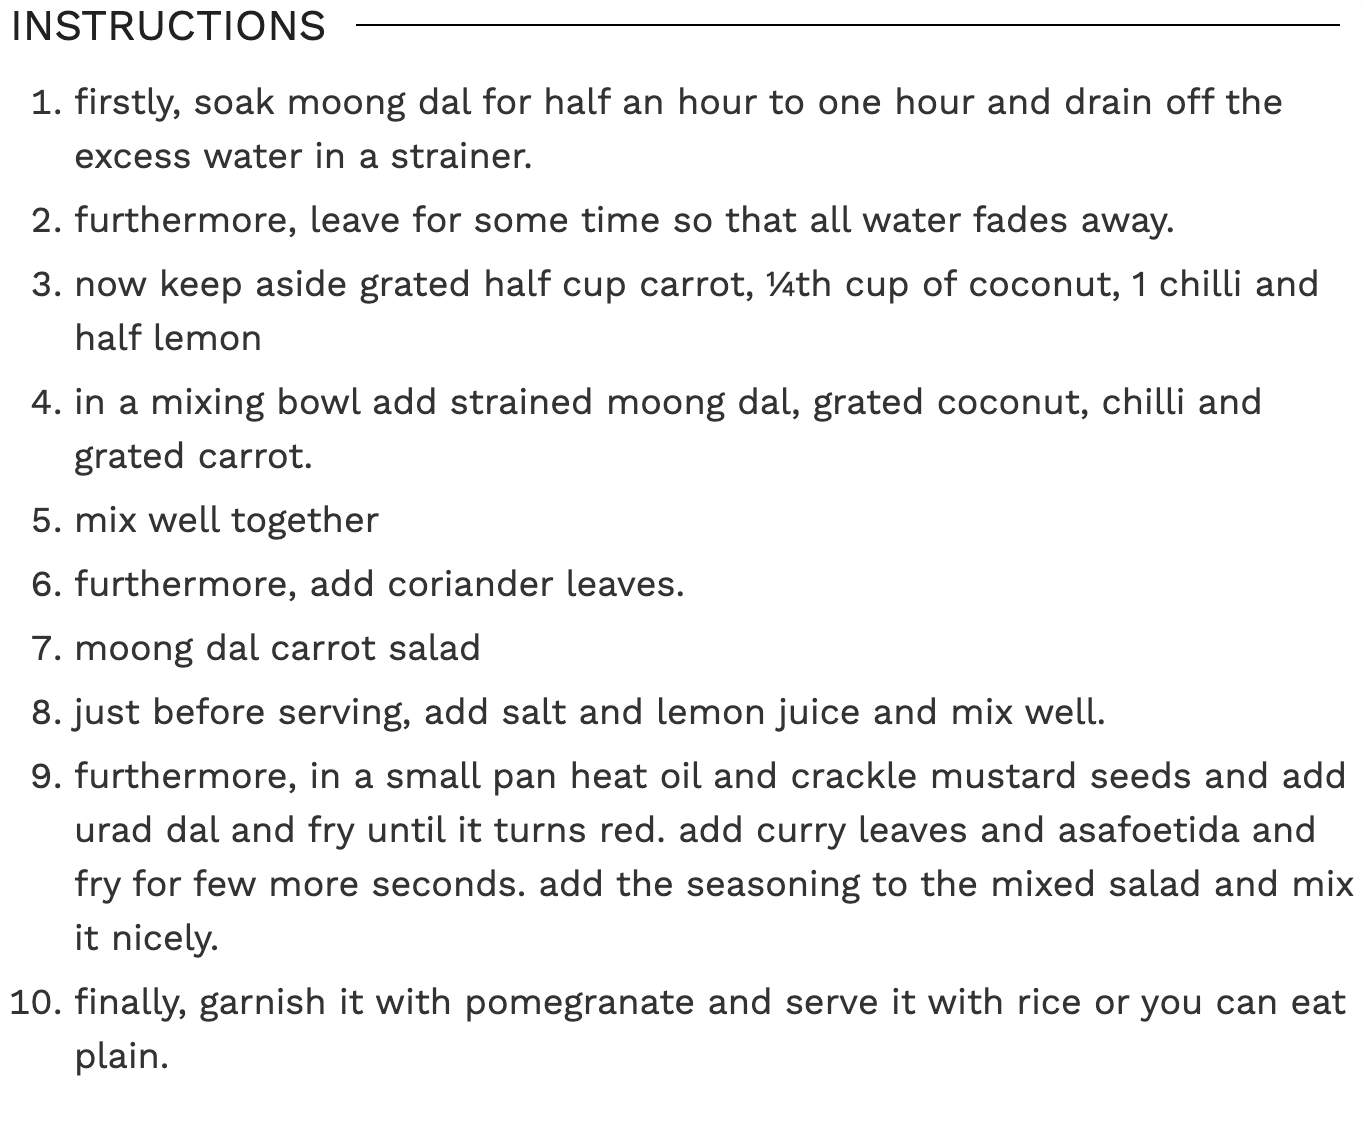 INSTRUCTIONS
1. firstly, soak moong dal for half an hour to one hour and drain off the
excess water in a strainer.
2. furthermore, leave for some time so that all water fades away.
3. now keep aside grated half cup carrot, ¼th cup of coconut, 1 chilli and
half lemon
4. in a mixing bowl add strained moong dal, grated coconut, chilli and
grated carrot.
5. mix well together
6. furthermore, add coriander leaves.
7. moong dal carrot salad
8. just before serving, add salt and lemon juice and mix well.
9. furthermore, in a small pan heat oil and crackle mustard seeds and add
urad dal and fry until it turns red. add curry leaves and asafoetida and
fry for few more seconds. add the seasoning to the mixed salad and mix
it nicely.
10. finally, garnish it with pomegranate and serve it with rice or you can eat
plain.